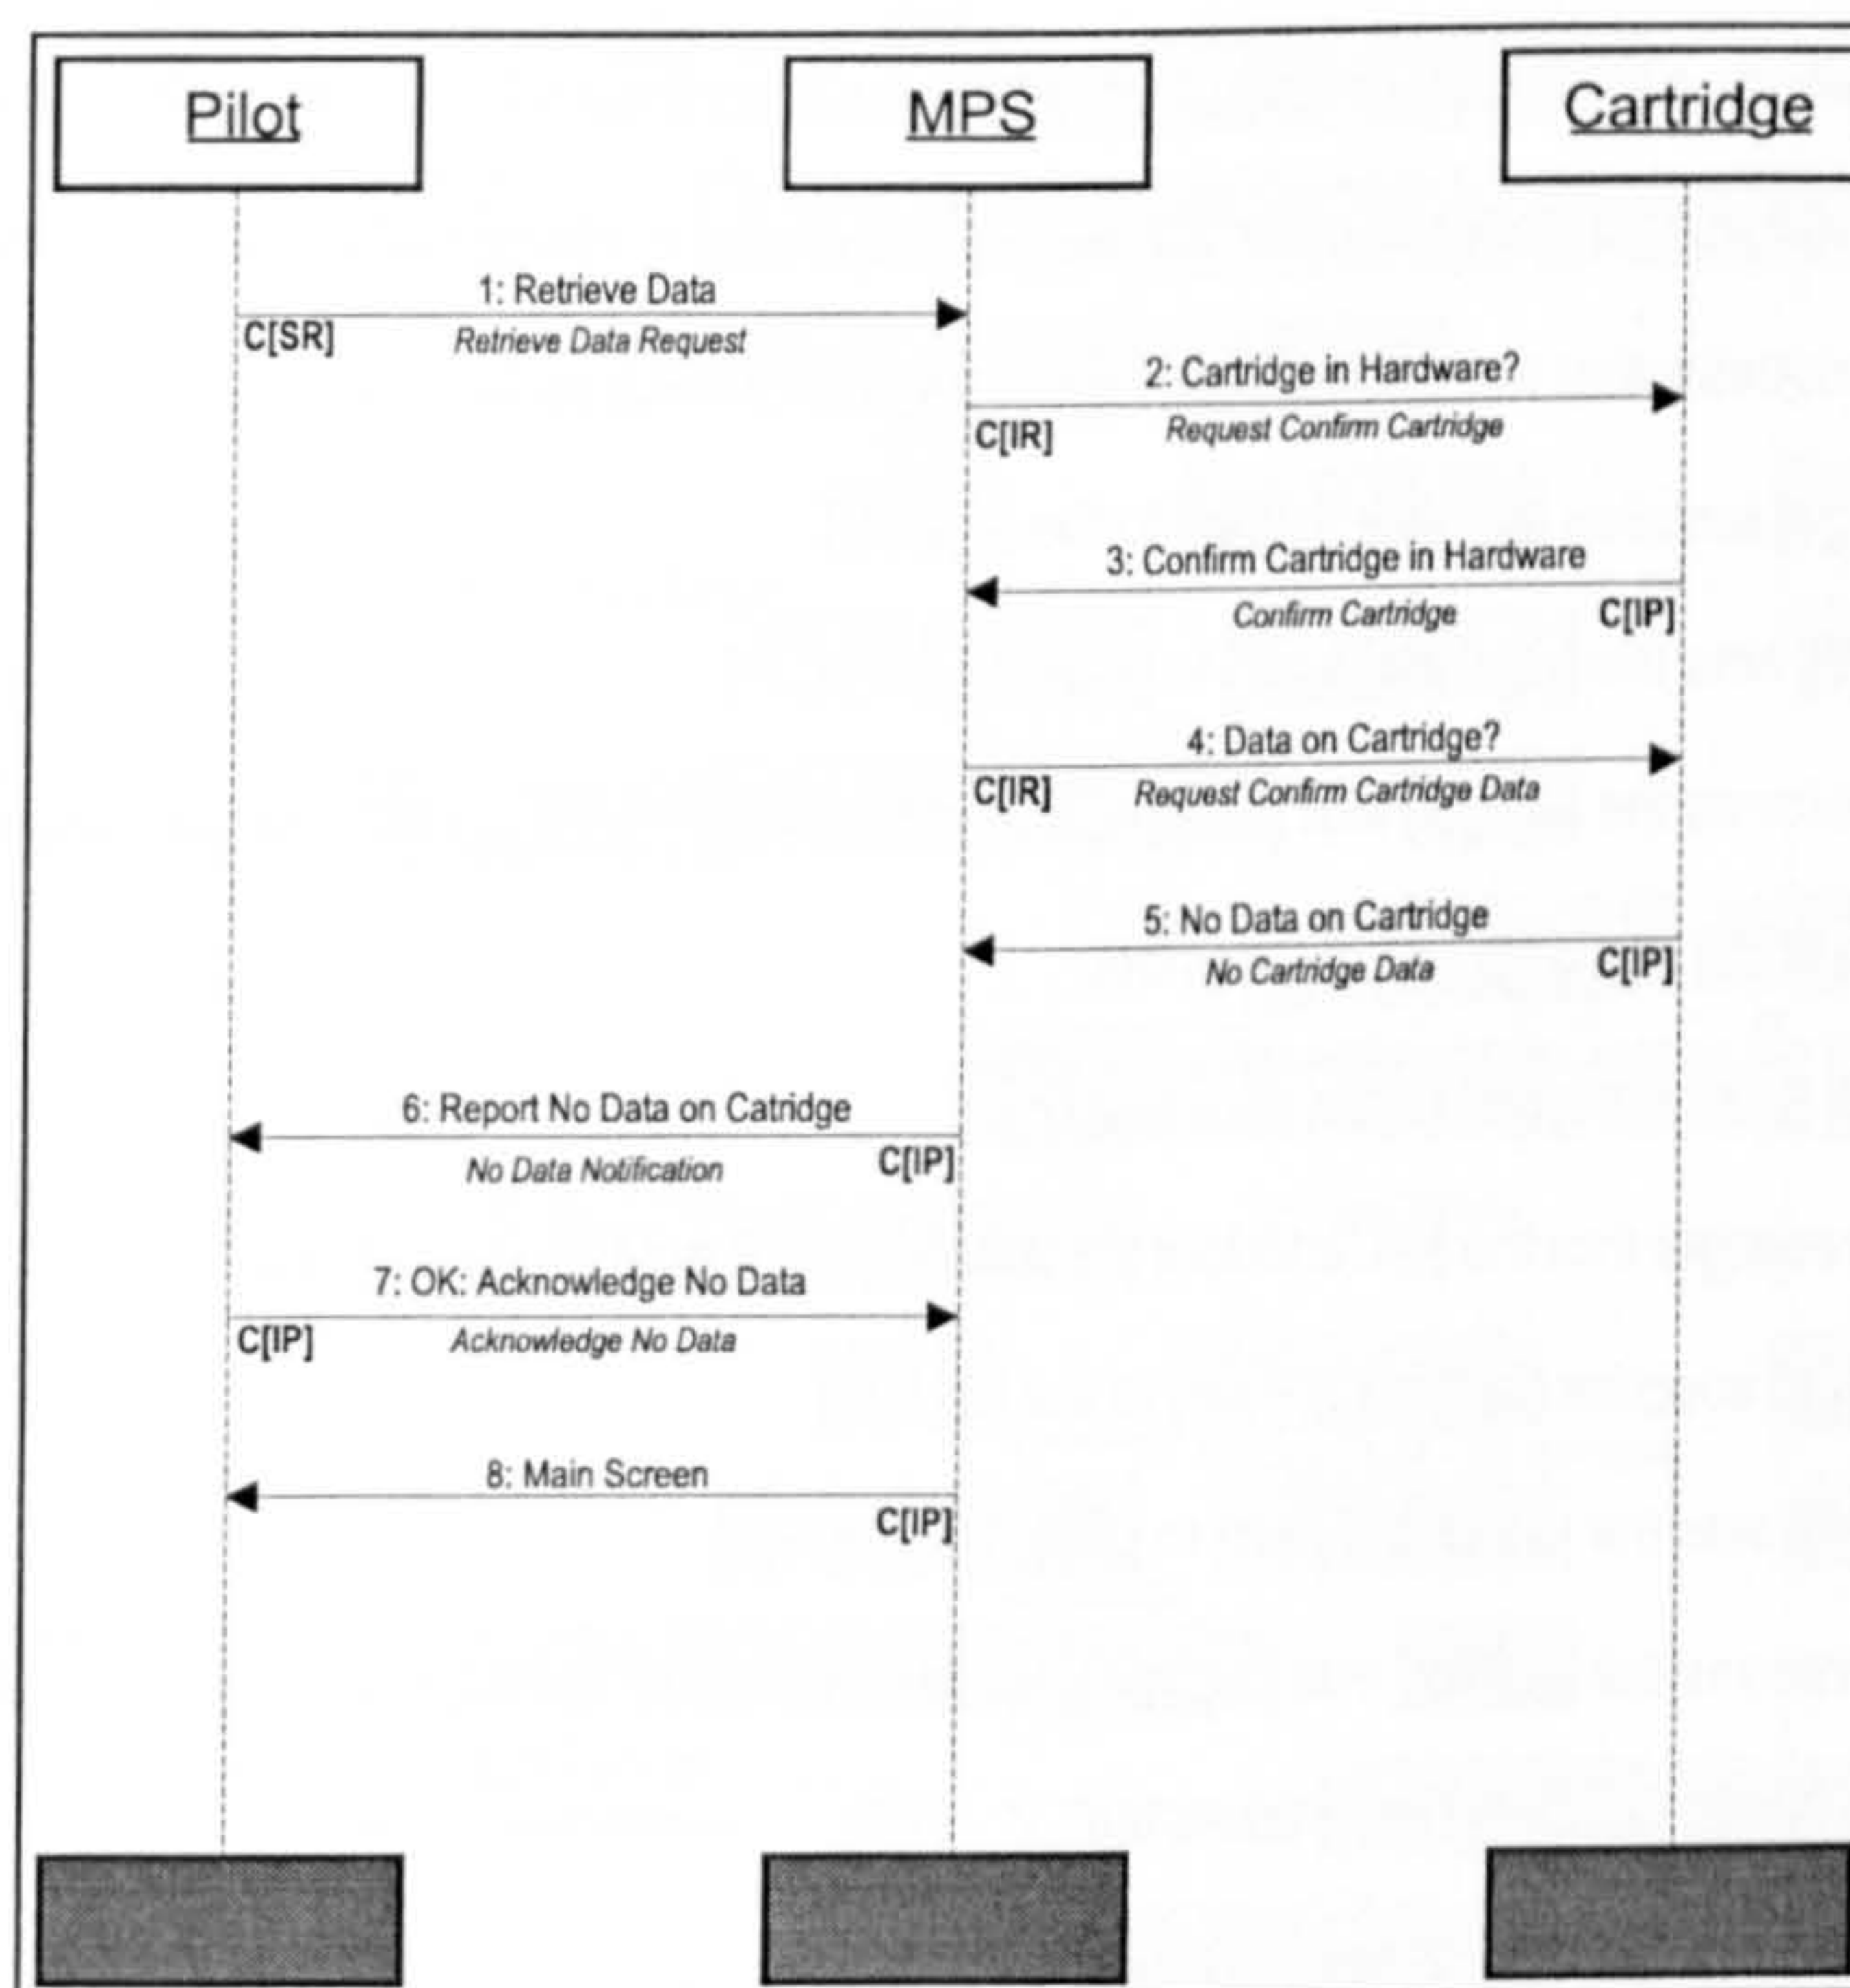 Pilot
MPS
Cartridge
1: Retrieve Data
C[SR]
Retrieve Data Request
2: Cartridge in Hardware?
C[IR]
Request Confirm Cartridge
3: Confirm Cartridge in Hardware
Confirm Cartridge
C[IP]
4: Data on Cartridge?
C[IR]
Request Confirm Cartridge Data
5: No Data on Cartridge
No Cartridge Data
C[IP]
6: Report No Data on Catridge
No Data Notification
C[IP]
7: OK: Acknowledge No Data
C[IP]
Acknowledge No Data
8: Main Screen
C[IP]